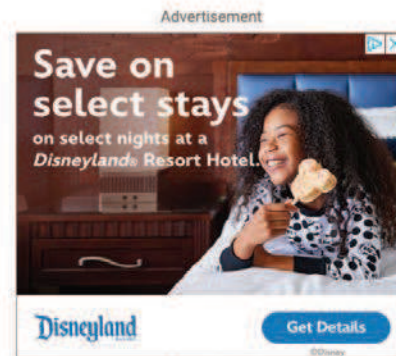 Advertisement
Save on
select stays
on select nights at a
Disneyland® Resort Hotel.
Disneyland
Get Details
©Disney